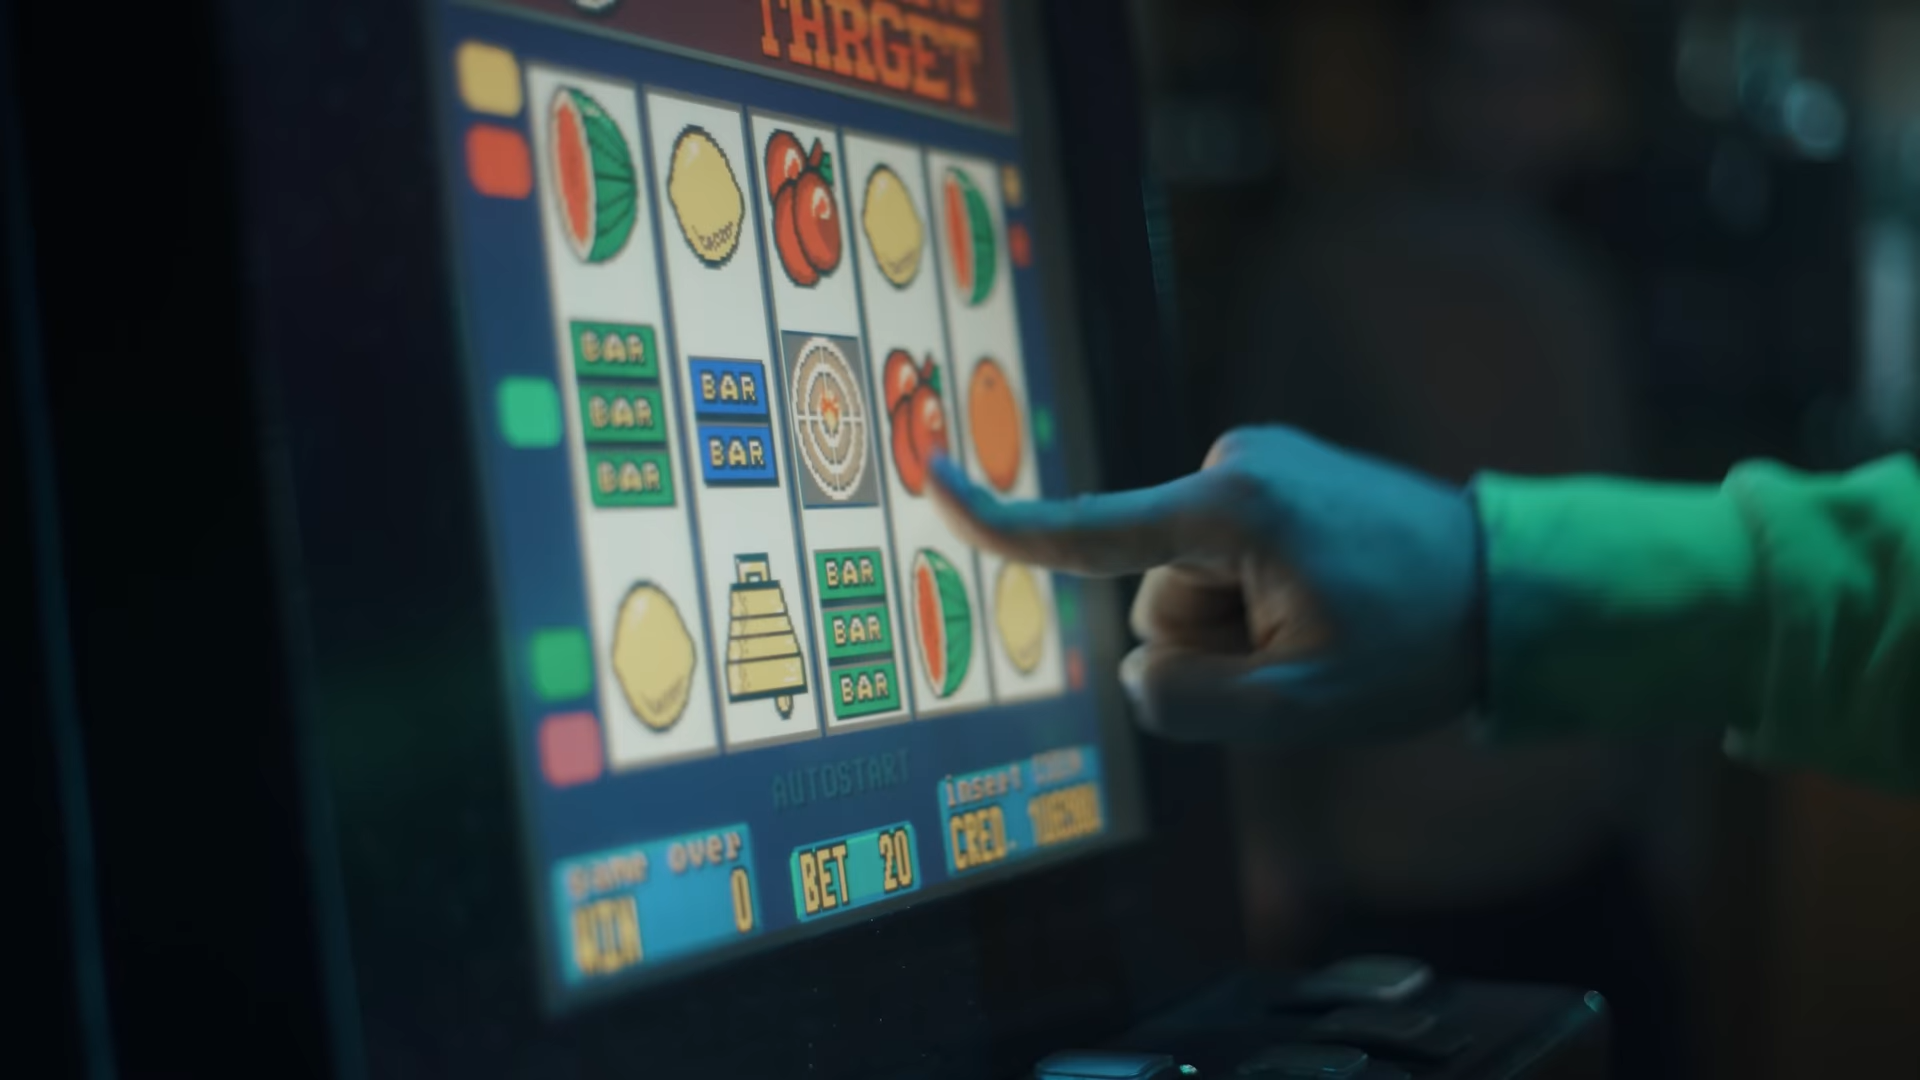 TARGET
BAR
BAR
BAR
BAR
BAR
BAR
BAR
BAR
AUTOSTART
game over
WIN 0
BET 20
insert
CRED.